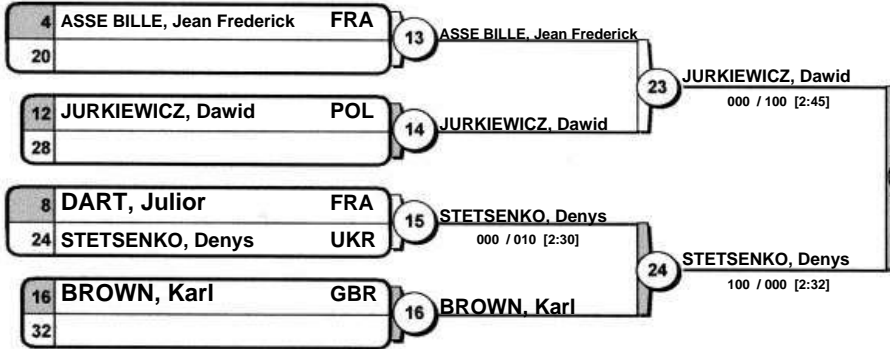 4 ASSE BILLE, Jean Frederick FRA
20
13 ASSE BILLE, Jean Frederick
12 JURKIEWICZ, Dawid POL
28
14 JURKIEWICZ, Dawid
23 JURKIEWICZ, Dawid
000 / 100 [2:45]
8 DART, Julior FRA
24 STETSENKO, Denys UKR
15 STETSENKO, Denys
000 / 010 [2:30]
16 BROWN, Karl GBR
32
16 BROWN, Karl
24 STETSENKO, Denys
100 / 000 [2:32]